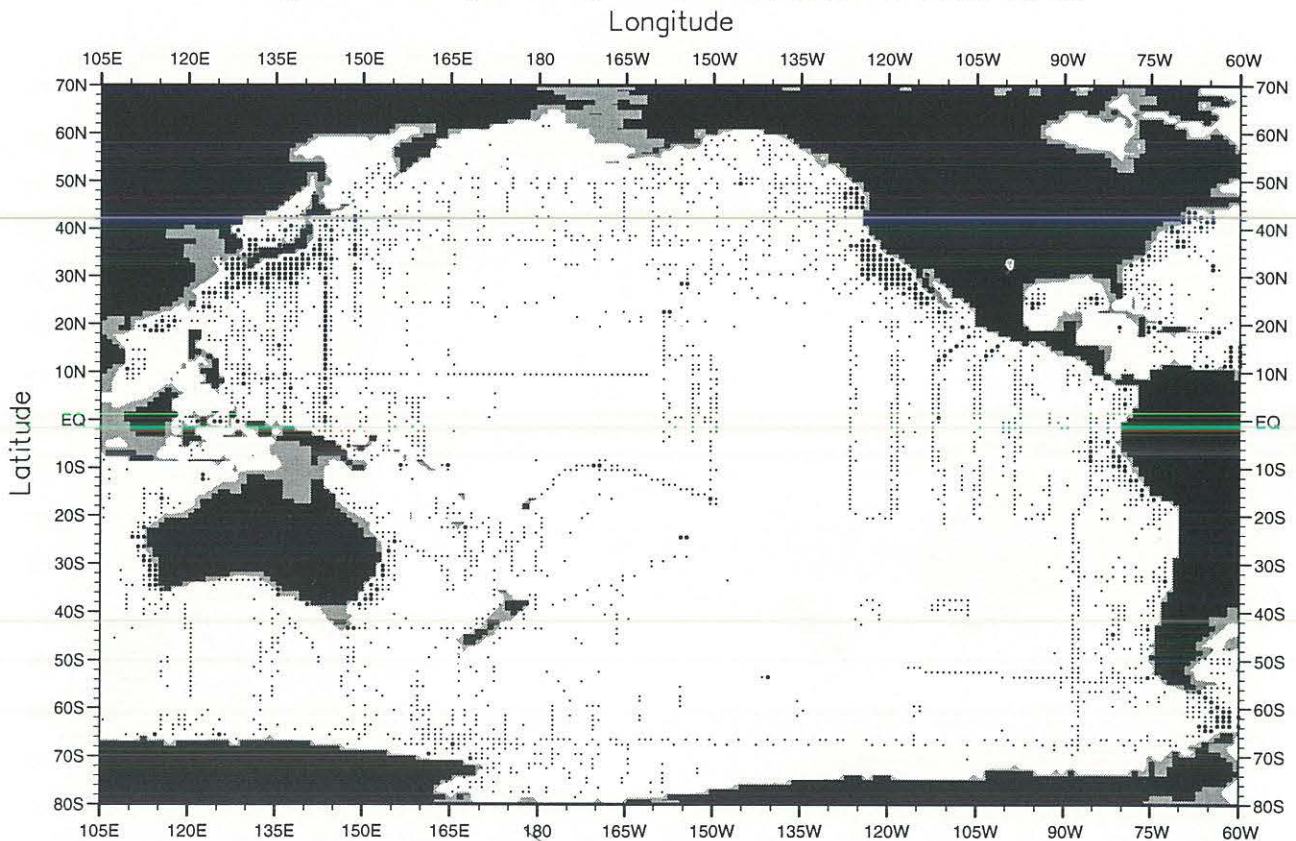 Longitude
105E 120E 135E 150E 165E 180 165W 150W 135W 120W 105W 90W 75W 60W
70N 70N
60N 60N
50N 50N
40N 40N
30N 30N
20N 20N
10N 10N
Latitude
EQ EQ
10S 10S
20S 20S
30S 30S
40S 40S
50S 50S
60S 60S
70S 70S
80S 80S
105E 120E 135E 150E 165E 180 165W 150W 135W 120W 105W 90W 75W 60W